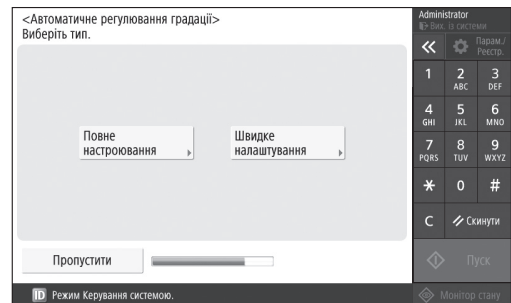 <Автоматичне регулювання градації>
Виберіть тип.
Повне
настроювання
Швидке
налаштування
Пропустити
ID Режим Керування системою.
Administrator
Вих. із системи
Парам./
Реєстр.
1
2
ABC
3
DEF
4
GHI
5
JKL
6
MNO
7
PQRS
8
TUV
9
WXYZ
*
0
#
C
Скинути
Пуск
Монітор стану